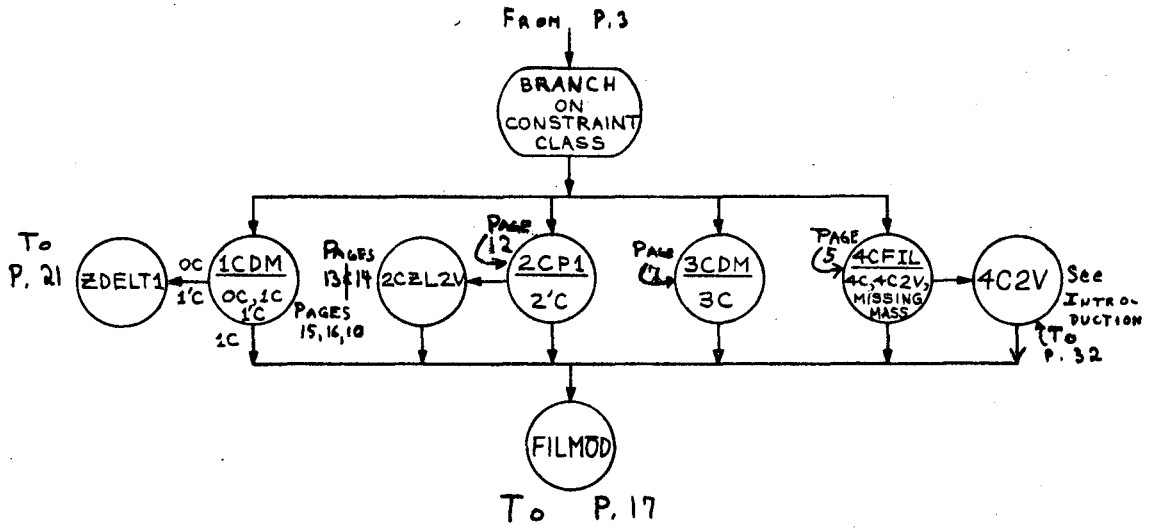 FROM P.3
BRANCH
ON
CONSTRAINT
CLASS
TO
P. 21
ZDELT1
OC
1'C
1CDM
OC, 1C
1'C
PAGES
15, 16, 10
1C
PAGES
13 & 14
2CZL2V
PAGE
12
2CP1
2'C
PAGE
3CDM
3C
PAGE
5
4CFIL
4C, 4C2V,
MISSING
MASS
4C2V
See
INTRO-
DUCTION
TO
P. 32
FILMOD
To P. 17